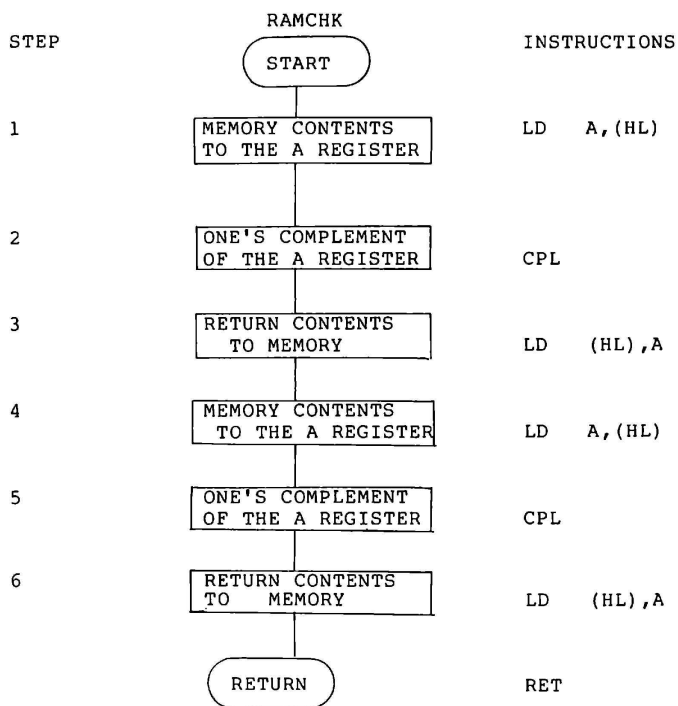 RAMCHK
STEP INSTRUCTIONS
START
1 MEMORY CONTENTS LD A,(HL)
TO THE A REGISTER
2 ONE'S COMPLEMENT
OF THE A REGISTER CPL
3 RETURN CONTENTS
TO MEMORY LD (HL),A
4 MEMORY CONTENTS
TO THE A REGISTER LD A,(HL)
5 ONE'S COMPLEMENT
OF THE A REGISTER CPL
6 RETURN CONTENTS
TO MEMORY LD (HL),A
RETURN RET